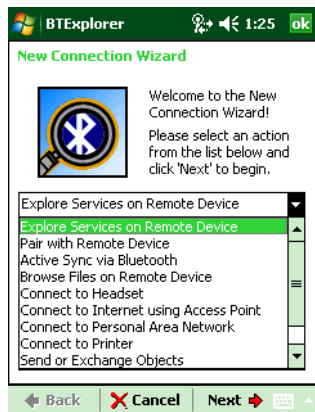 BTExplorer 1:25 ok
New Connection Wizard
Welcome to the New
Connection Wizard!
Please select an action
from the list below and
click 'Next' to begin.
Explore Services on Remote Device
Explore Services on Remote Device
Pair with Remote Device
Active Sync via Bluetooth
Browse Files on Remote Device
Connect to Headset
Connect to Internet using Access Point
Connect to Personal Area Network
Connect to Printer
Send or Exchange Objects
Back Cancel Next